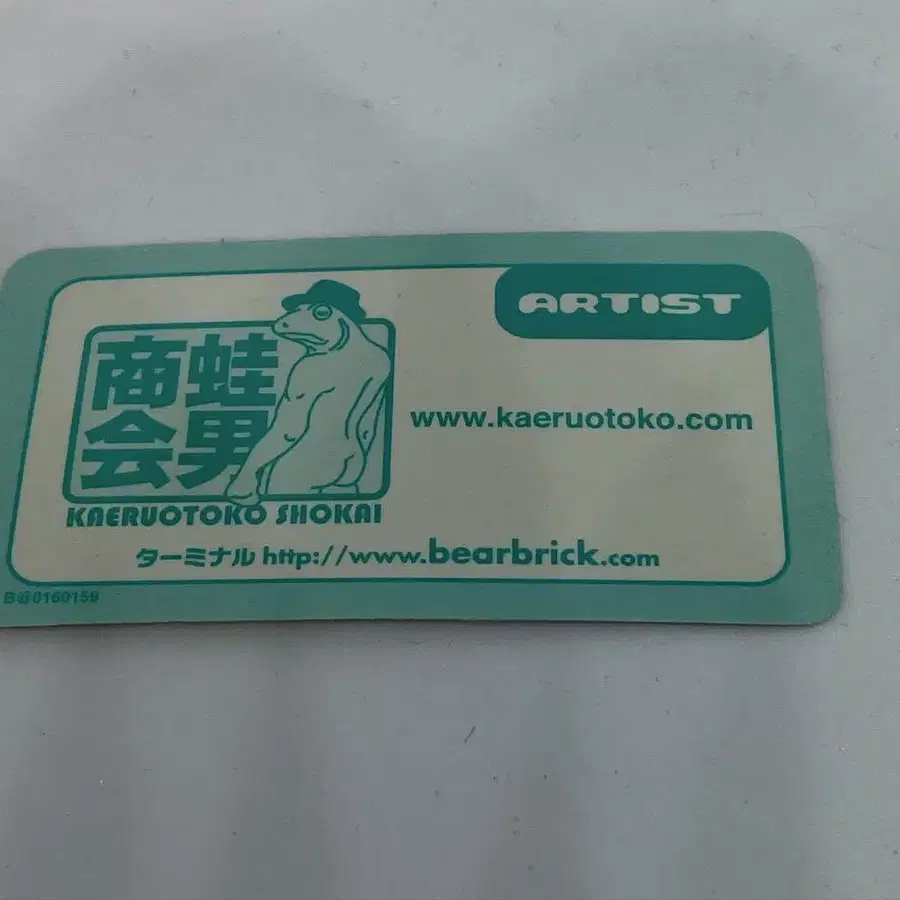 ARTIST
蛙男
商会
KAERUOTOKO SHOKAI
www.kaeruotoko.com
ターミナル http://www.bearbrick.com
B@0160159